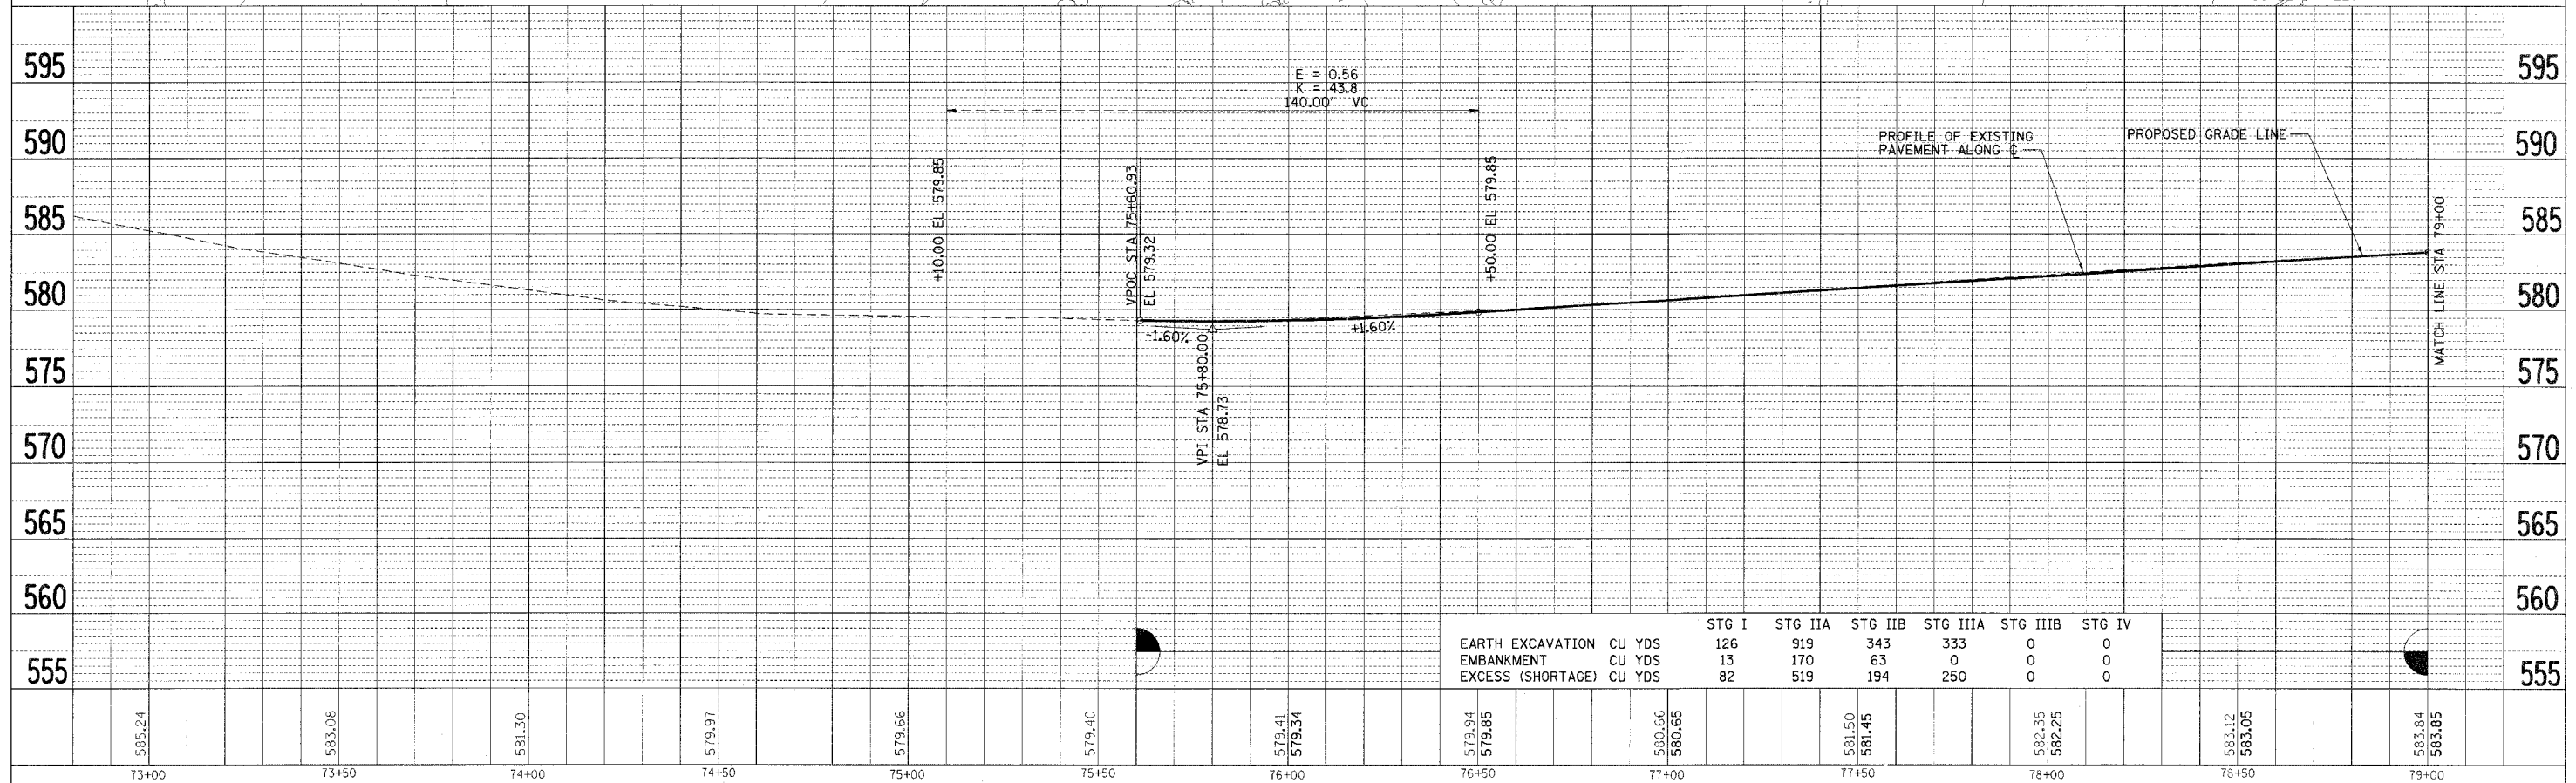 595
595
590
590
585
585
580
580
575
575
570
570
565
565
560
560
555
555
E = 0.56
K = 43.8
140.00' VC
+10.00 EL 579.85
VPOC STA 75+60.93
EL 579.32
+50.00 EL 579.85
-1.60%
+1.60%
VPI STA 75+80.00
EL 578.73
PROFILE OF EXISTING
PAVEMENT ALONG ℄
PROPOSED GRADE LINE
MATCH LINE STA 79+00
STG I STG IIA STG IIB STG IIIA STG IIIB STG IV
EARTH EXCAVATION CU YDS 126 919 343 333 0 0
EMBANKMENT CU YDS 13 170 63 0 0 0
EXCESS (SHORTAGE) CU YDS 82 519 194 250 0 0
585.24
583.08
581.30
579.97
579.66
579.40
579.41
579.34
579.94
579.85
580.66
580.65
581.50
581.45
582.35
582.25
583.12
583.05
583.84
583.85
73+00 73+50 74+00 74+50 75+00 75+50 76+00 76+50 77+00 77+50 78+00 78+50 79+00